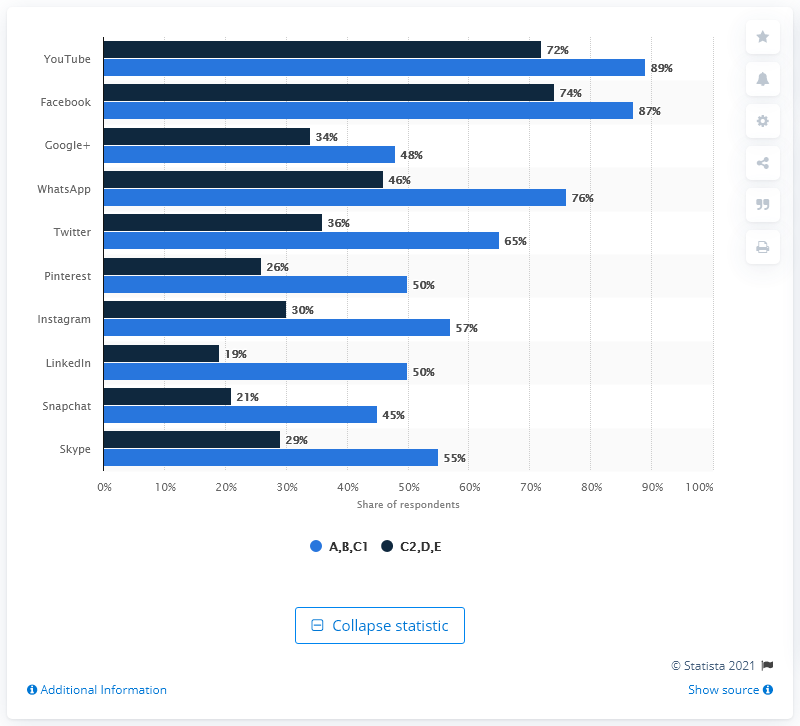 YouTube
72%
89%
Facebook
74%
87%
Google+
34%
48%
WhatsApp
46%
76%
Twitter
36%
65%
Pinterest
26%
50%
Instagram
30%
57%
LinkedIn
19%
50%
Snapchat
21%
45%
Skype
29%
55%
0% 10% 20% 30% 40% 50% 60% 70% 80% 90% 100%
Share of respondents
A,B,C1 C2,D,E
Collapse statistic
© Statista 2021
Additional Information Show source